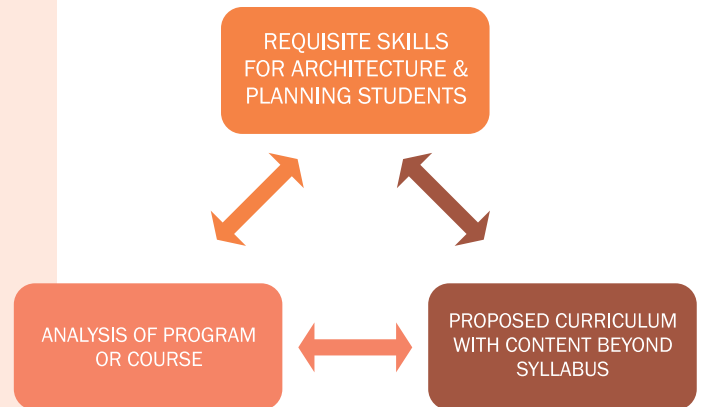 REQUISITE SKILLS
FOR ARCHITECTURE &
PLANNING STUDENTS
ANALYSIS OF PROGRAM
OR COURSE
PROPOSED CURRICULUM
WITH CONTENT BEYOND
SYLLABUS